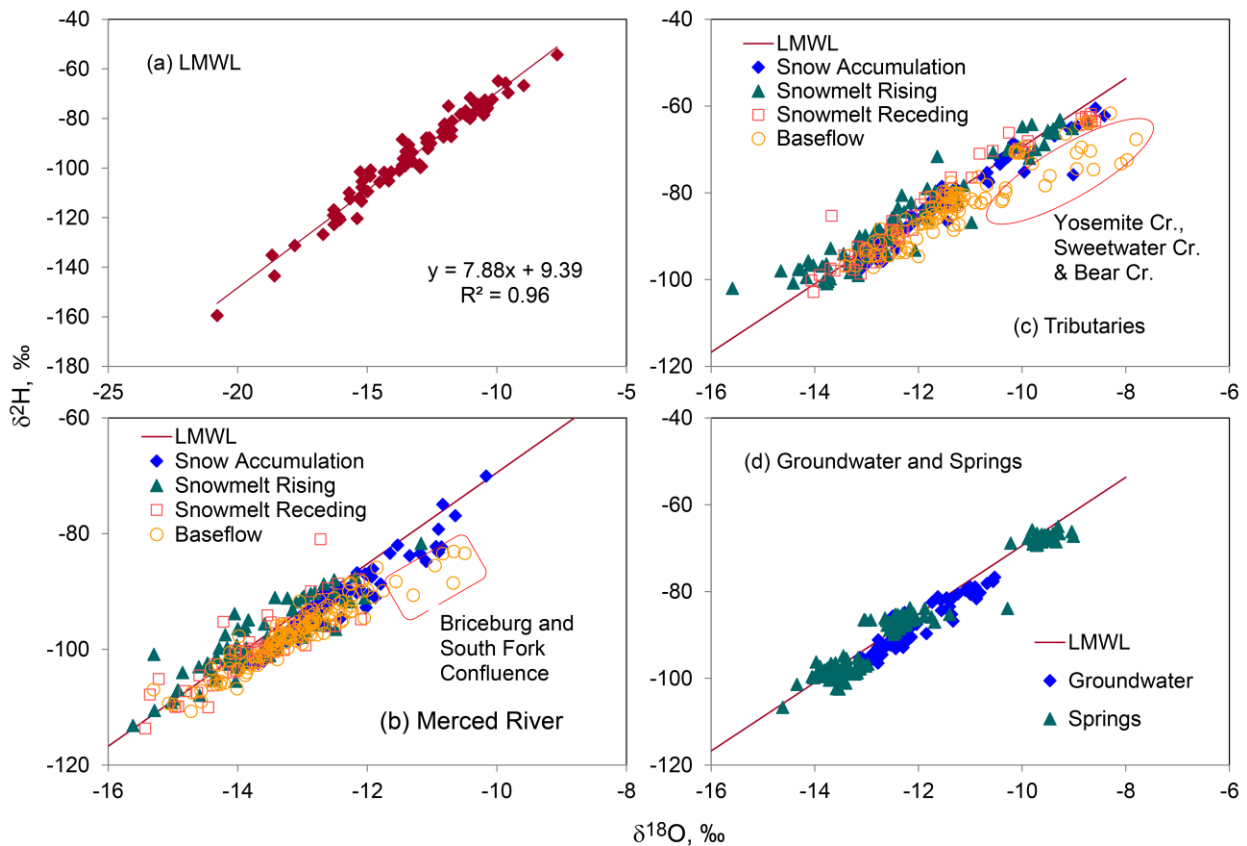 (a) LMWL
-40
-60
-80
-100
-120
-140
-160
-180
y = 7.88x + 9.39
R² = 0.96
-25
-20
-15
-10
-5
LMWL
Snow Accumulation
Snowmelt Rising
Snowmelt Receding
Baseflow
-40
-60
-80
-100
-120
Yosemite Cr.,
Sweetwater Cr.
& Bear Cr.
(c) Tributaries
-16
-14
-12
-10
-8
-6
δ²H, ‰
LMWL
Snow Accumulation
Snowmelt Rising
Snowmelt Receding
Baseflow
-60
-80
-100
-120
Briceburg and
South Fork
Confluence
(b) Merced River
-16
-14
-12
-10
-8
-6
(d) Groundwater and Springs
-40
-60
-80
-100
-120
LMWL
Groundwater
Springs
-16
-14
-12
-10
-8
-6
δ¹⁸O, ‰